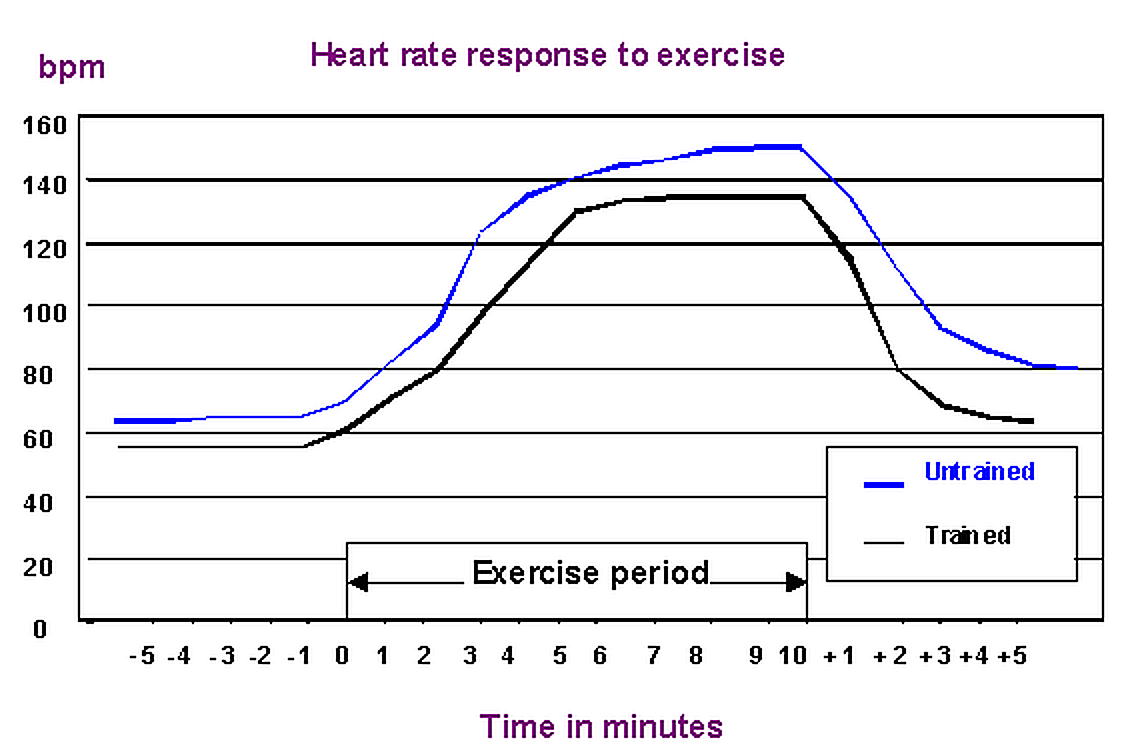 Heart rate response to exercise
bpm
160
140
120
100
80
60
40
20
0
Untrained
Trained
Exercise period
-5 -4 -3 -2 -1 0 1 2 3 4 5 6 7 8 9 10 +1 +2 +3 +4 +5
Time in minutes